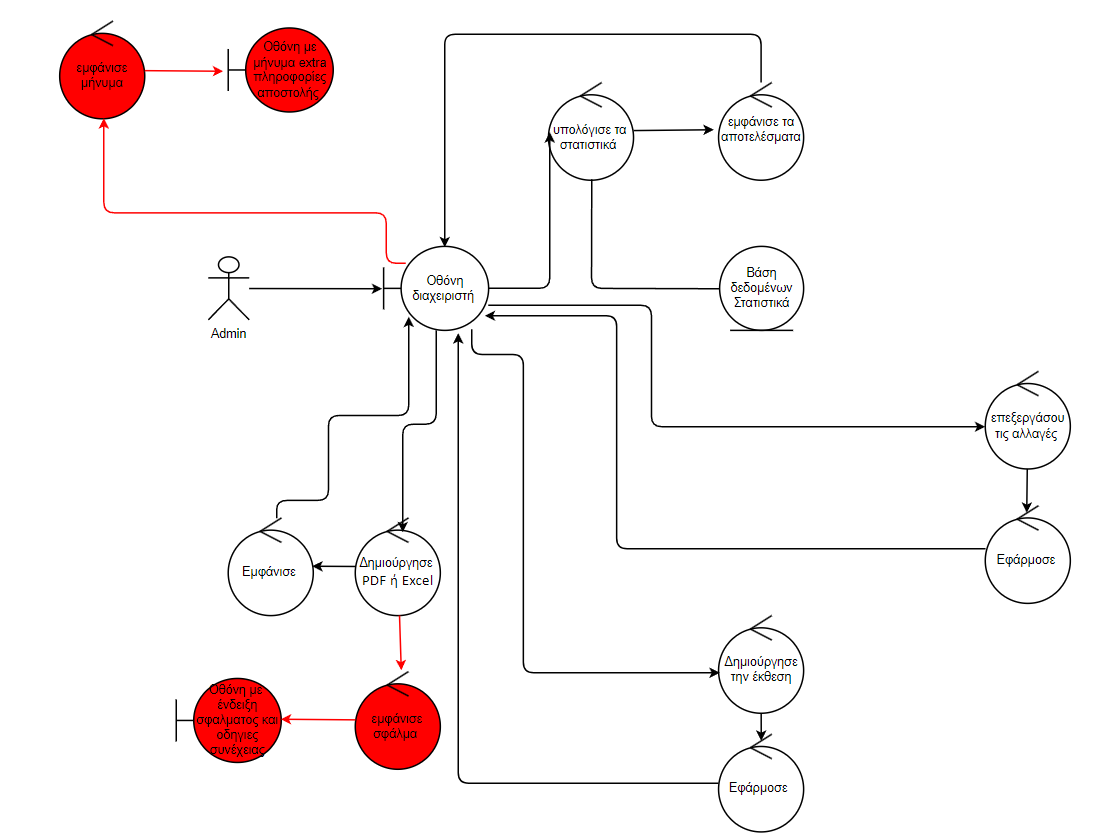 εμφάνισε
μήνυμα
Οθόνη με
μήνυμα extra
πληροφορίες
αποστολής
υπολόγισε τα
στατιστικά
εμφάνισε τα
αποτελέσματα
Οθόνη
διαχειριστή
Βάση
δεδομένων
Στατιστικά
Admin
επεξεργάσου
τις αλλαγές
Εμφάνισε
Δημιούργησε
PDF ή Excel
Εφάρμοσε
Οθόνη με
ένδειξη
σφαλματος και
οδηγιες
συνέχειας
εμφάνισε
σφάλμα
Δημιούργησε
την έκθεση
Εφάρμοσε